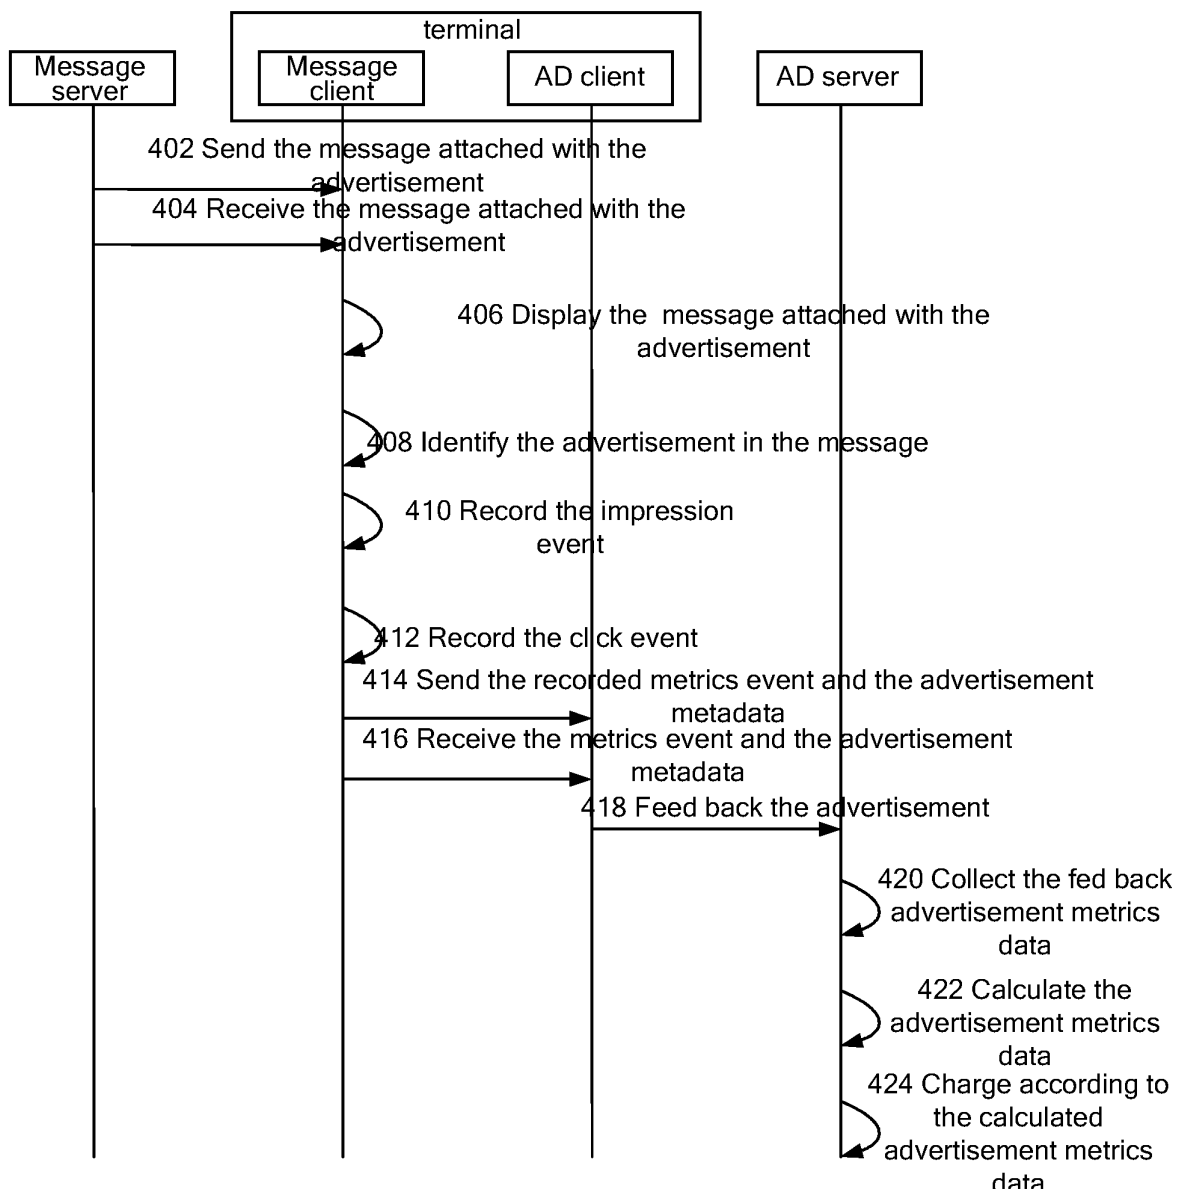 terminal
Message
server
Message
client
AD client
AD server
402 Send the message attached with the
advertisement
404 Receive the message attached with the
advertisement
406 Display the message attached with the
advertisement
408 Identify the advertisement in the message
410 Record the impression
event
412 Record the click event
414 Send the recorded metrics event and the advertisement
metadata
416 Receive the metrics event and the advertisement
metadata
418 Feed back the advertisement
420 Collect the fed back
advertisement metrics
data
422 Calculate the
advertisement metrics
data
424 Charge according to
the calculated
advertisement metrics
data